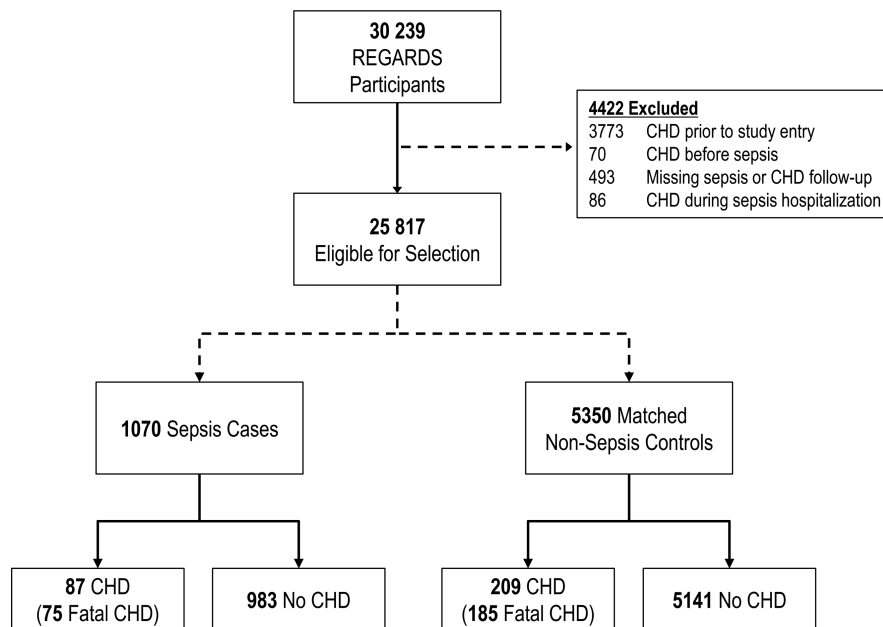 30 239
REGARDS
Participants
4422 Excluded
3773 CHD prior to study entry
70 CHD before sepsis
493 Missing sepsis or CHD follow-up
86 CHD during sepsis hospitalization
25 817
Eligible for Selection
1070 Sepsis Cases
5350 Matched
Non-Sepsis Controls
87 CHD
(75 Fatal CHD)
983 No CHD
209 CHD
(185 Fatal CHD)
5141 No CHD